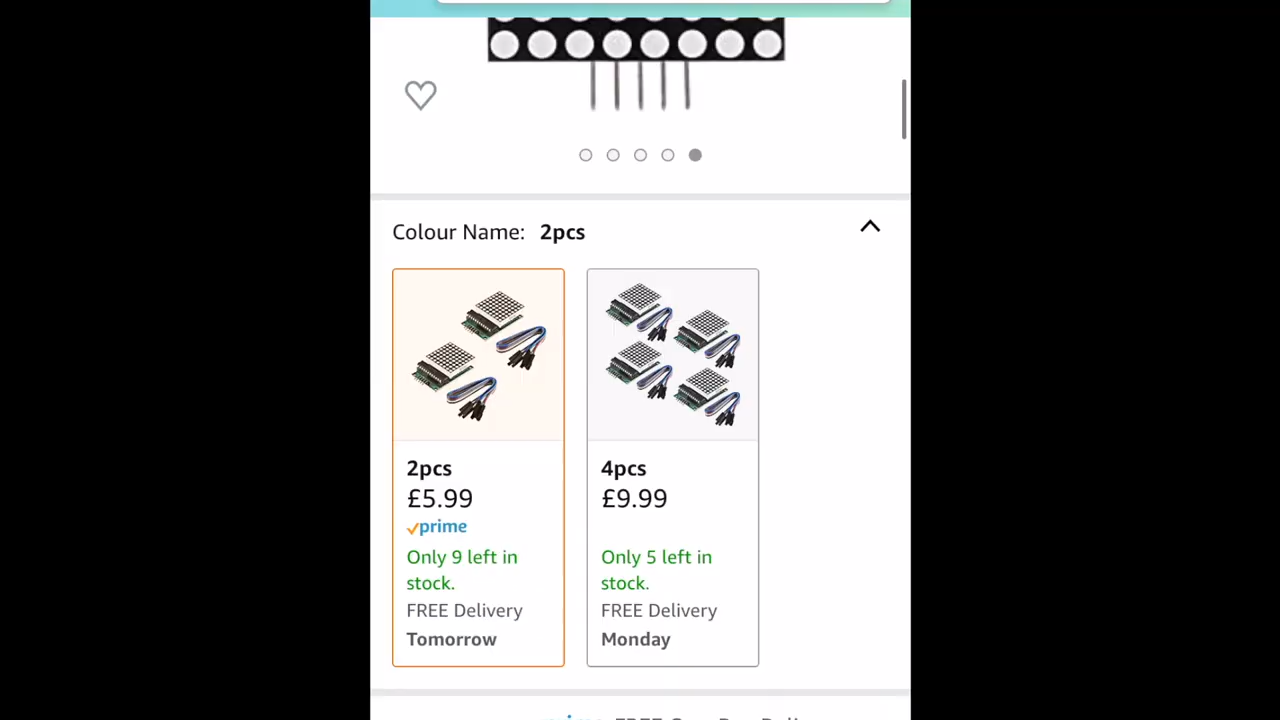 Colour Name: 2pcs
2pcs
£5.99
prime
Only 9 left in
stock.
FREE Delivery
Tomorrow
4pcs
£9.99
Only 5 left in
stock.
FREE Delivery
Monday
FREE